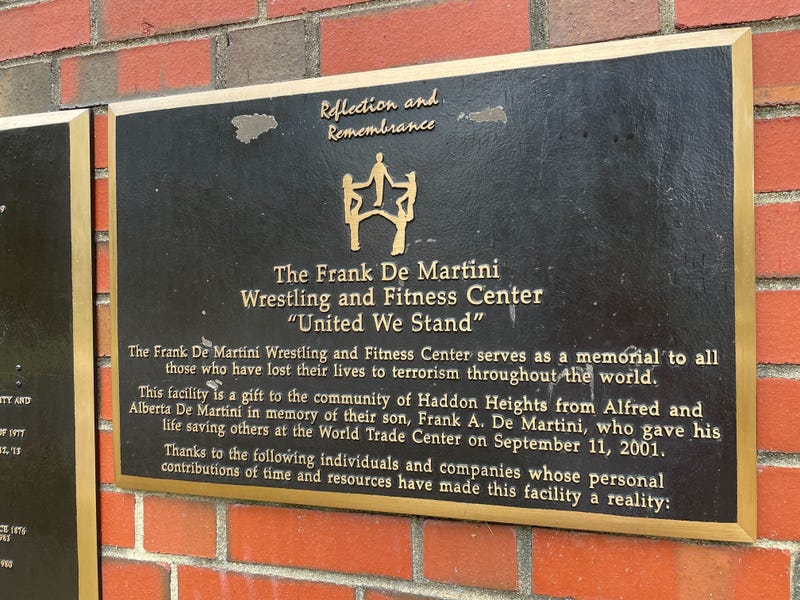 Reflection and
Remembrance
The Frank De Martini
Wrestling and Fitness Center
"United We Stand"
The Frank De Martini Wrestling and Fitness Center serves as a memorial to all
those who have lost their lives to terrorism throughout the world.
This facility is a gift to the community of Haddon Heights from Alfred and
Alberta De Martini in memory of their son, Frank A. De Martini, who gave his
life saving others at the World Trade Center on September 11, 2001.
Thanks to the following individuals and companies whose personal
contributions of time and resources have made this facility a reality:
AND
OF 1977
1876